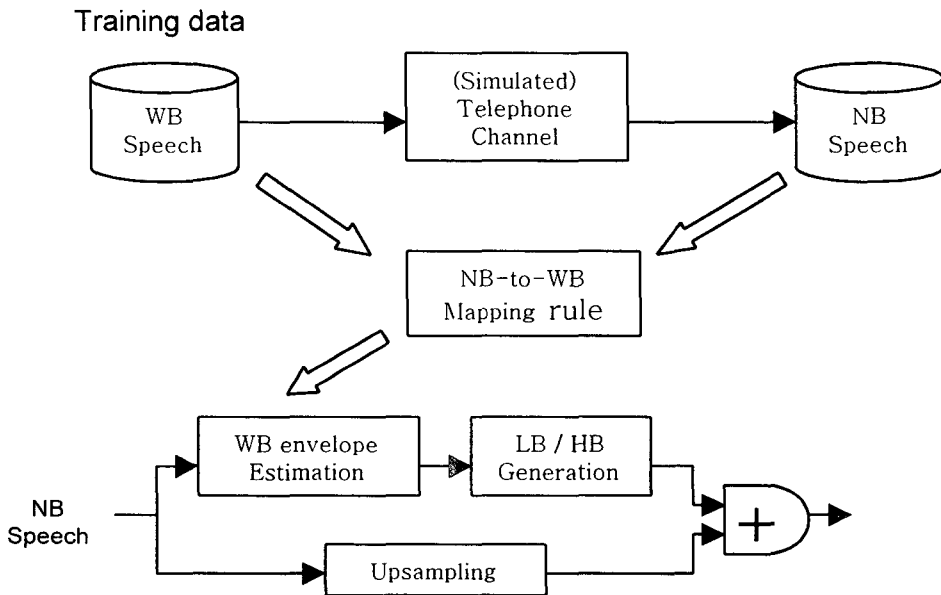 Training data
WB
Speech
(Simulated)
Telephone
Channel
NB
Speech
NB-to-WB
Mapping rule
WB envelope
Estimation
LB / HB
Generation
NB
Speech
Upsampling
+